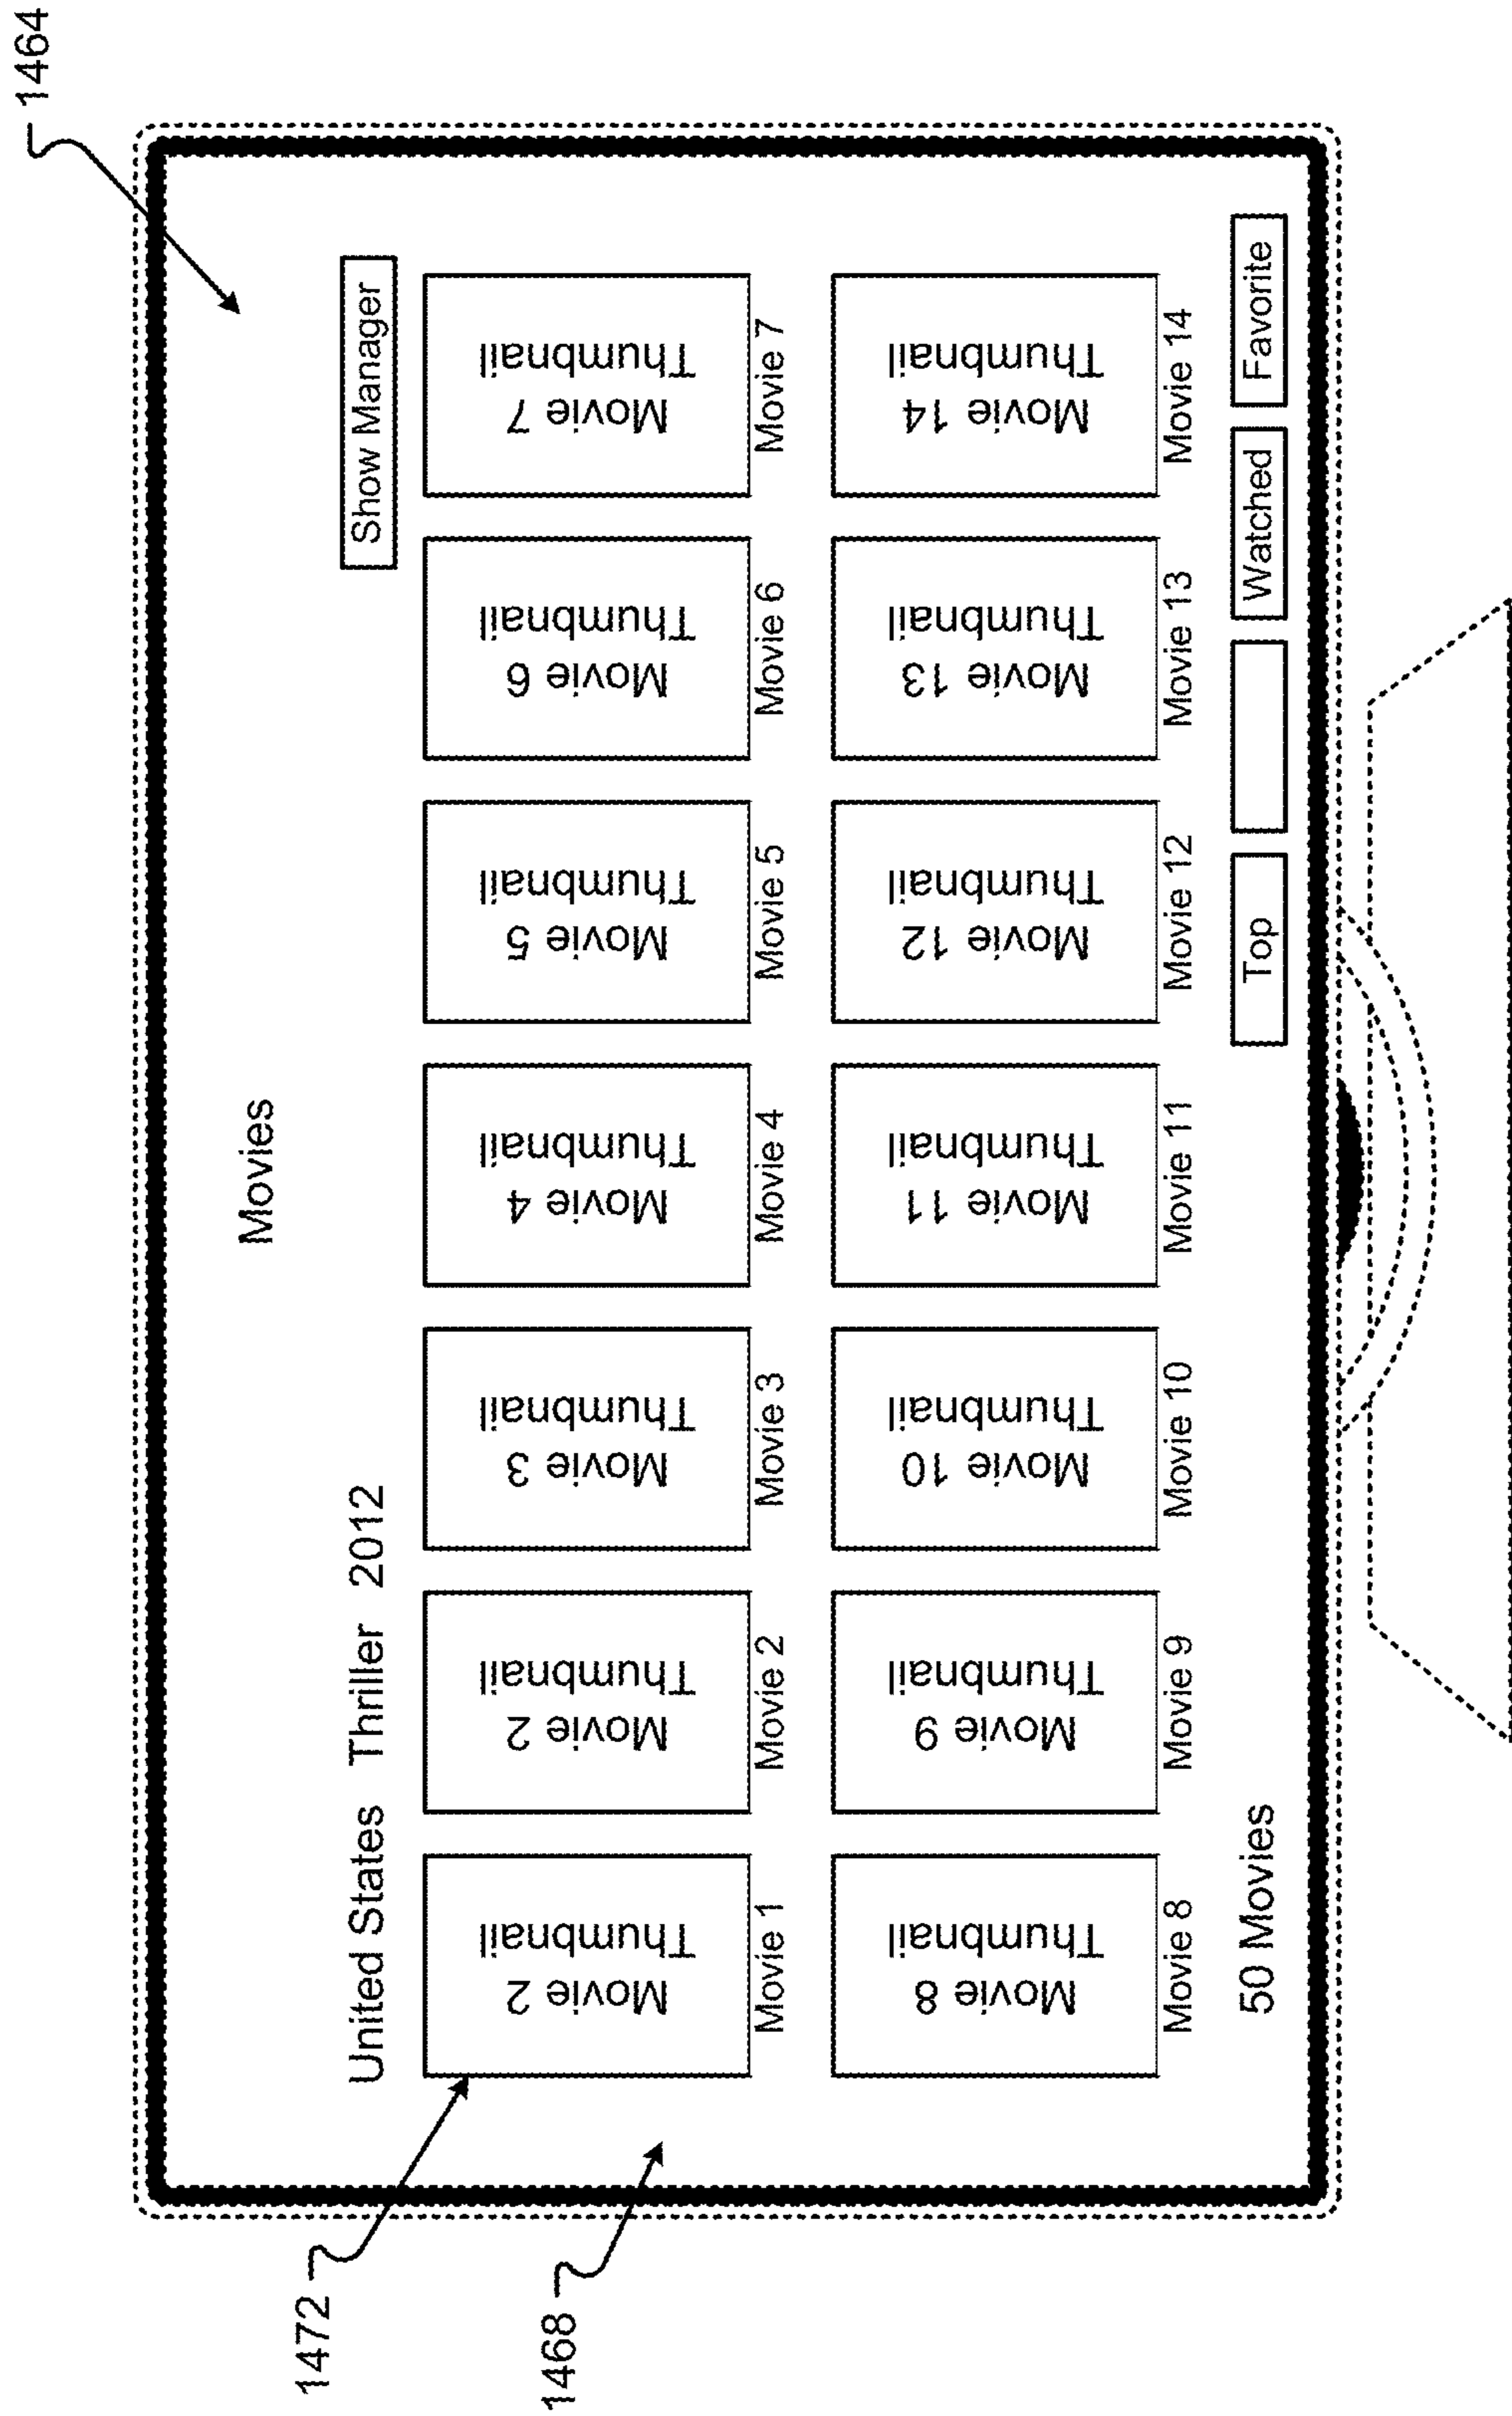 1464
Movies
United States Thriller 2012
Show Manager
1472
Movie 2
Thumbnail
Movie 2
Thumbnail
Movie 3
Thumbnail
Movie 4
Thumbnail
Movie 5
Thumbnail
Movie 6
Thumbnail
Movie 7
Thumbnail
Movie 1
Movie 2
Movie 3
Movie 4
Movie 5
Movie 6
Movie 7
1468
Movie 8
Thumbnail
Movie 9
Thumbnail
Movie 10
Thumbnail
Movie 11
Thumbnail
Movie 12
Thumbnail
Movie 13
Thumbnail
Movie 14
Thumbnail
Movie 8
Movie 9
Movie 10
Movie 11
Movie 12
Movie 13
Movie 14
50 Movies
Top
Watched
Favorite